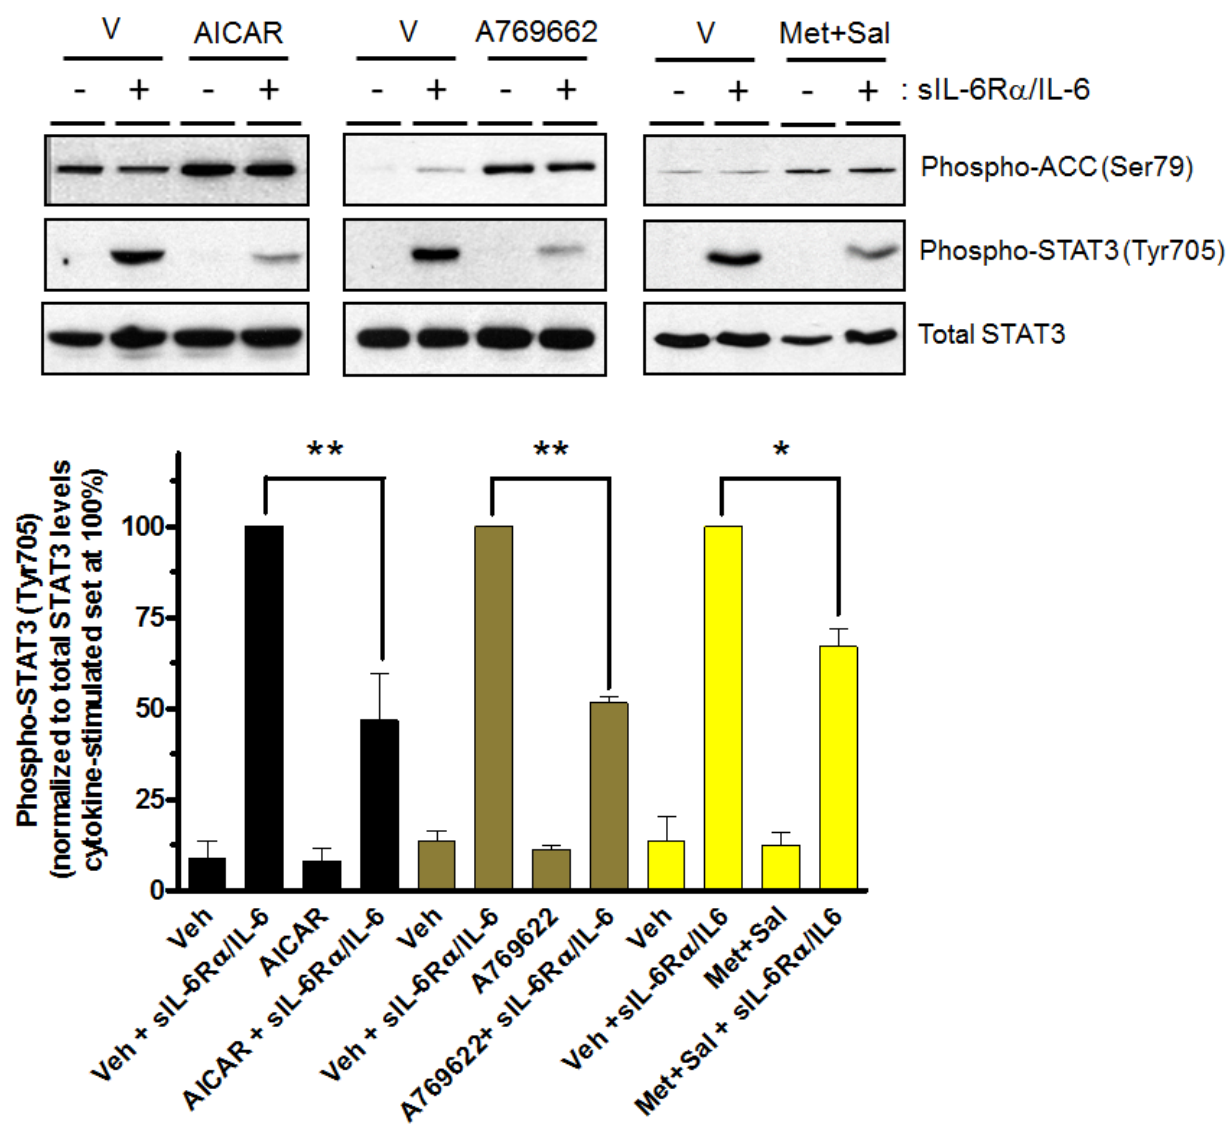 V AICAR V A769662 V Met+Sal
- + - + - + - + - + - + : sIL-6Rα/IL-6
Phospho-ACC(Ser79)
Phospho-STAT3(Tyr705)
Total STAT3
Phospho-STAT3 (Tyr705)
(normalized to total STAT3 levels
cytokine-stimulated set at 100%)
** ** *
100
75
50
25
0
Veh
Veh + sIL-6Rα/IL-6
AICAR
AICAR + sIL-6Rα/IL-6
Veh
Veh + sIL-6Rα/IL-6
A769622
A769622+ sIL-6Rα/IL-6
Veh
Veh +sIL-6Rα/IL6
Met+Sal
Met+Sal + sIL-6Rα/IL6